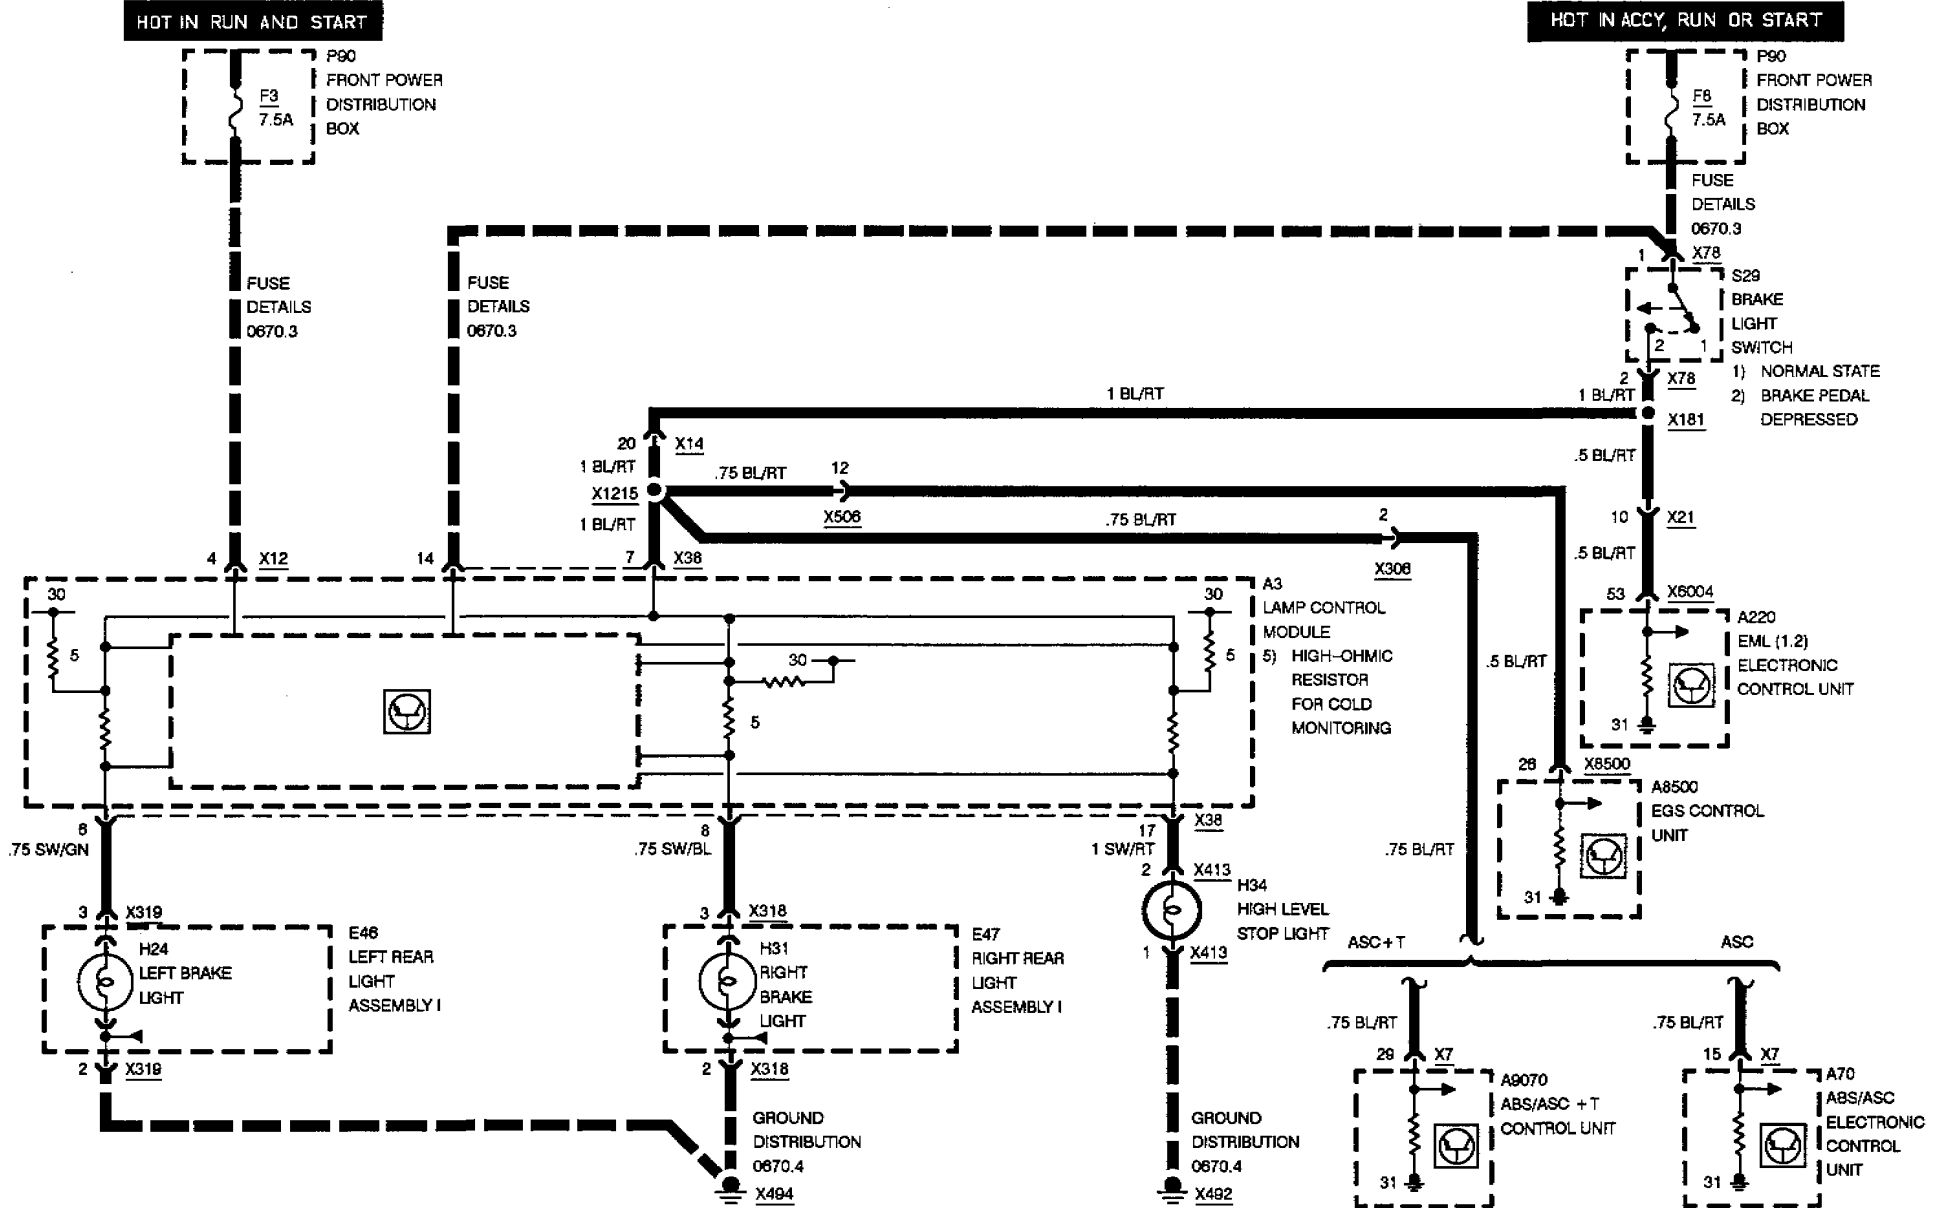 HOT IN RUN AND START
HOT IN ACCY, RUN OR START
P90
FRONT POWER
DISTRIBUTION
BOX
F3
7.5A
P90
FRONT POWER
DISTRIBUTION
BOX
F8
7.5A
FUSE
DETAILS
0670.3
FUSE
DETAILS
0670.3
FUSE
DETAILS
0670.3
1 X78
S29
BRAKE
LIGHT
SWITCH
1) NORMAL STATE
2) BRAKE PEDAL
DEPRESSED
2 1
2 X78
1 BL/RT
1 BL/RT
X181
20 X14
1 BL/RT
.75 BL/RT
12
X506
X1215
1 BL/RT
.75 BL/RT
2
X306
.5 BL/RT
10 X21
.5 BL/RT
4 X12
14
7 X38
53 X6004
A220
EML (1.2)
ELECTRONIC
CONTROL UNIT
31
30
5
30
5
30
5
A3
LAMP CONTROL
MODULE
5) HIGH-OHMIC
RESISTOR
FOR COLD
MONITORING
.5 BL/RT
26 X8500
A8500
EGS CONTROL
UNIT
31
6
.75 SW/GN
8
.75 SW/BL
17 X38
1 SW/RT
2 X413
H34
HIGH LEVEL
STOP LIGHT
1 X413
.75 BL/RT
3 X319
E46
LEFT REAR
LIGHT
ASSEMBLY I
H24
LEFT BRAKE
LIGHT
2 X319
3 X318
E47
RIGHT REAR
LIGHT
ASSEMBLY I
H31
RIGHT
BRAKE
LIGHT
2 X318
ASC+T
ASC
.75 BL/RT
.75 BL/RT
29 X7
15 X7
A9070
ABS/ASC +T
CONTROL UNIT
31
A70
ABS/ASC
ELECTRONIC
CONTROL
UNIT
31
GROUND
DISTRIBUTION
0670.4
X494
GROUND
DISTRIBUTION
0670.4
X492